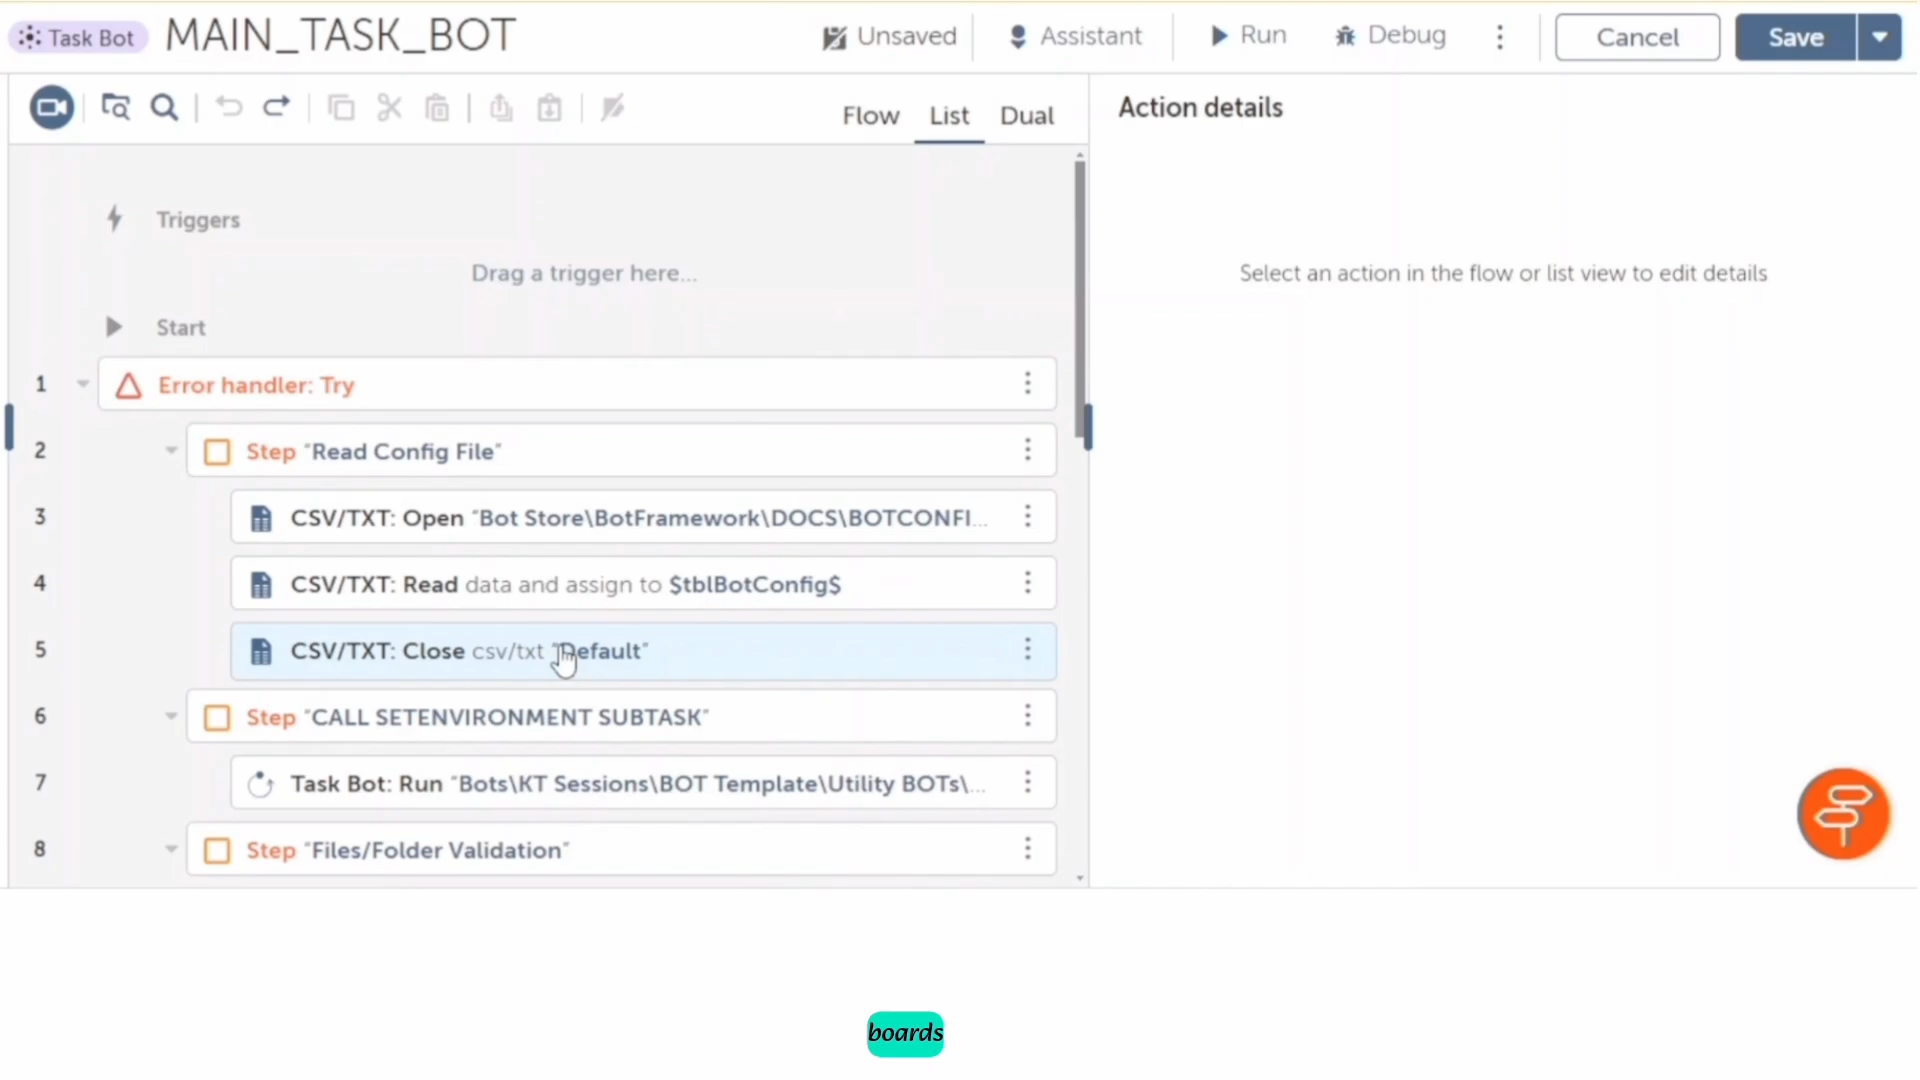 Task Bot MAIN_TASK_BOT Unsaved Assistant Run Debug Cancel Save
Flow List Dual
Action details
Triggers
Drag a trigger here...
Select an action in the flow or list view to edit details
Start
1 Error handler: Try
2 Step “Read Config File”
3 CSV/TXT: Open “Bot Store\BotFramework\DOCS\BOTCONFI...
4 CSV/TXT: Read data and assign to $tblBotConfig$
5 CSV/TXT: Close csv/txt “Default”
6 Step “CALL SETENVIRONMENT SUBTASK”
7 Task Bot: Run “Bots\KT Sessions\BOT Template\Utility BOTs\...
8 Step “Files/Folder Validation”
boards